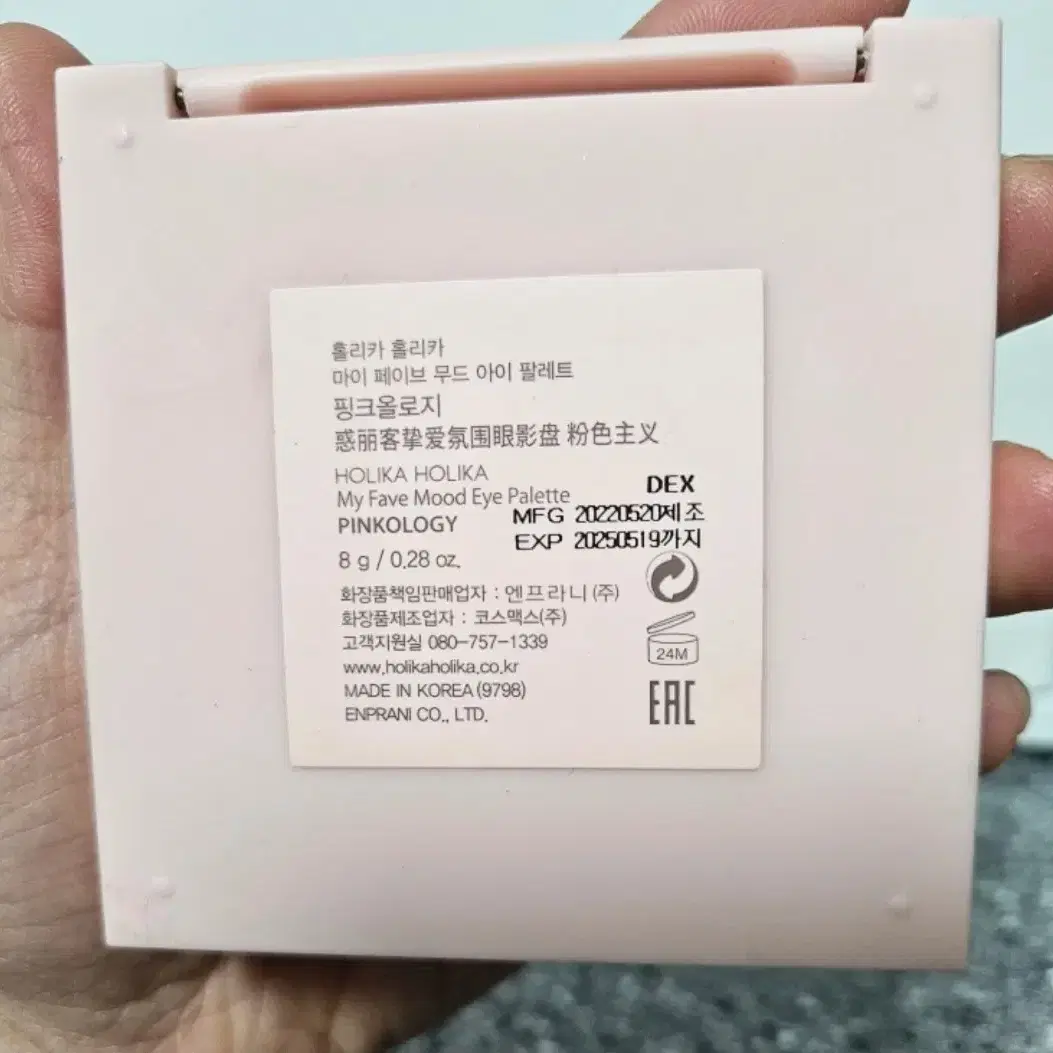 홀리카 홀리카
마이 페이브 무드 아이 팔레트
핑크올로지
惑丽客挚爱氛围眼影盘 粉色主义
HOLIKA HOLIKA
My Fave Mood Eye Palette
PINKOLOGY
DEX
MFG 20220520제조
EXP 20250519까지
8 g / 0.28 oz.
화장품책임판매업자 : 엔프라니 (주)
화장품제조업자 : 코스맥스(주)
고객지원실 080-757-1339
www.holikaholika.co.kr
MADE IN KOREA (9798)
ENPRANI CO., LTD.
24M
EAC